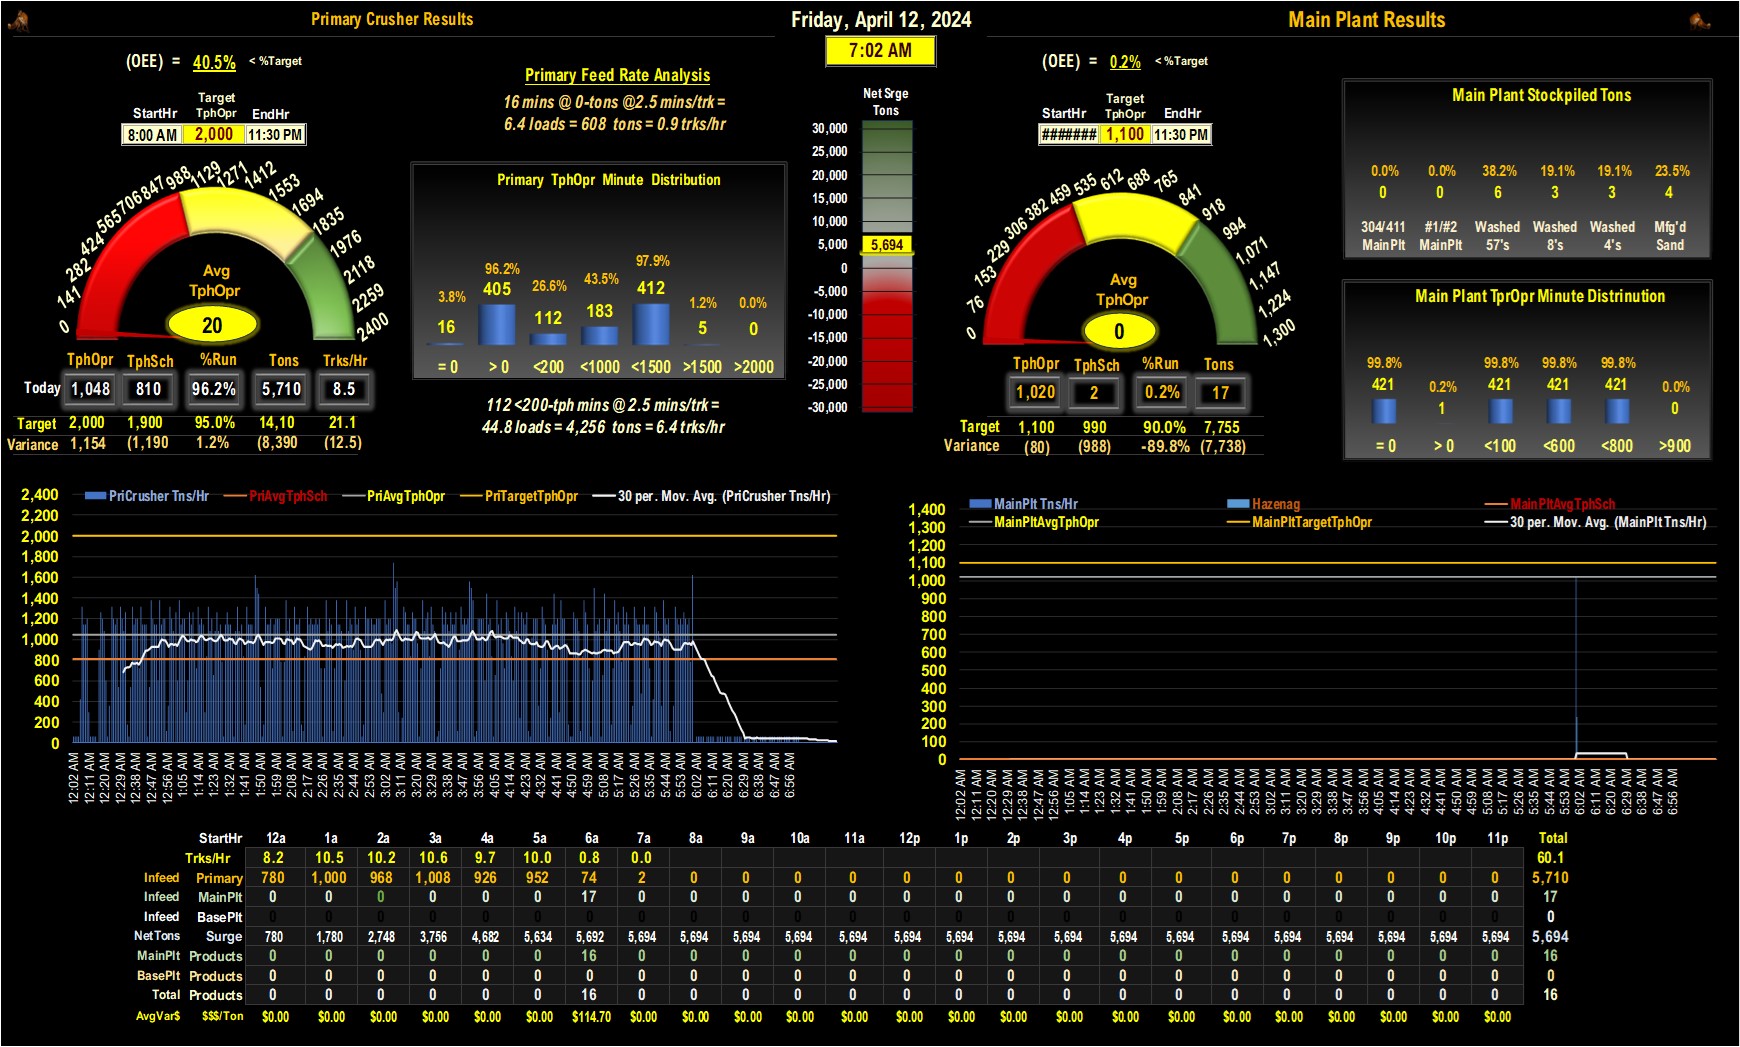 Primary Crusher Results
Friday, April 12, 2024
Main Plant Results
7:02 AM
(OEE) = 40.5% < %Target
StartHr Target TphOpr EndHr
8:00 AM 2,000 11:30 PM
0 141 282 424 565 706 847 988 1129 1271 1412 1553 1694 1835 1976 2118 2259 2400
Avg
TphOpr
20
TphOpr TphSch %Run Tons Trks/Hr
Today 1,048 810 96.2% 5,710 8.5
Target 2,000 1,900 95.0% 14,10 21.1
Variance 1,154 (1,190 1.2% (8,390 (12.5)
Primary Feed Rate Analysis
16 mins @ 0-tons @2.5 mins/trk =
6.4 loads = 608 tons = 0.9 trks/hr
Primary TphOpr Minute Distribution
3.8% 96.2% 26.6% 43.5% 97.9% 1.2% 0.0%
16 405 112 183 412 5 0
= 0 > 0 <200 <1000 <1500 >1500 >2000
112 <200-tph mins @ 2.5 mins/trk =
44.8 loads = 4,256 tons = 6.4 trks/hr
Net Srge
Tons
30,000
25,000
20,000
15,000
10,000
5,000
0
-5,000
-10,000
-15,000
-20,000
-25,000
-30,000
5,694
(OEE) = 0.2% < %Target
StartHr Target TphOpr EndHr
####### 1,100 11:30 PM
0 76 153 229 306 382 459 535 612 688 765 841 918 994 1,071 1,147 1,224 1,300
Avg
TphOpr
0
TphOpr TphSch %Run Tons
1,020 2 0.2% 17
Target 1,100 990 90.0% 7,755
Variance (80) (988) -89.8% (7,738)
Main Plant Stockpiled Tons
0.0% 0.0% 38.2% 19.1% 19.1% 23.5%
0 0 6 3 3 4
304/411 #1/#2 Washed Washed Washed Mfg'd
MainPlt MainPlt 57's 8's 4's Sand
Main Plant TprOpr Minute Distrinution
99.8% 0.2% 99.8% 99.8% 99.8% 0.0%
421 1 421 421 421 0
= 0 > 0 <100 <600 <800 >900
PriCrusher Tns/Hr PriAvgTphSch PriAvgTphOpr PriTargetTphOpr 30 per. Mov. Avg. (PriCrusher Tns/Hr)
2,400
2,200
2,000
1,800
1,600
1,400
1,200
1,000
800
600
400
200
0
12:02 AM 12:11 AM 12:20 AM 12:29 AM 12:38 AM 12:47 AM 12:56 AM 1:05 AM 1:14 AM 1:23 AM 1:32 AM 1:41 AM 1:50 AM 1:59 AM 2:08 AM 2:17 AM 2:26 AM 2:35 AM 2:44 AM 2:53 AM 3:02 AM 3:11 AM 3:20 AM 3:29 AM 3:38 AM 3:47 AM 3:56 AM 4:05 AM 4:14 AM 4:23 AM 4:32 AM 4:41 AM 4:50 AM 4:59 AM 5:08 AM 5:17 AM 5:26 AM 5:35 AM 5:44 AM 5:53 AM 6:02 AM 6:11 AM 6:20 AM 6:29 AM 6:38 AM 6:47 AM 6:56 AM
MainPlt Tns/Hr Hazenag MainPltAvgTphSch
MainPltAvgTphOpr MainPltTargetTphOpr 30 per. Mov. Avg. (MainPlt Tns/Hr)
1,400
1,300
1,200
1,100
1,000
900
800
700
600
500
400
300
200
100
0
12:02 AM 12:11 AM 12:20 AM 12:29 AM 12:38 AM 12:47 AM 12:56 AM 1:05 AM 1:14 AM 1:23 AM 1:32 AM 1:41 AM 1:50 AM 1:59 AM 2:08 AM 2:17 AM 2:26 AM 2:35 AM 2:44 AM 2:53 AM 3:02 AM 3:11 AM 3:20 AM 3:29 AM 3:38 AM 3:47 AM 3:56 AM 4:05 AM 4:14 AM 4:23 AM 4:32 AM 4:41 AM 4:50 AM 4:59 AM 5:08 AM 5:17 AM 5:26 AM 5:35 AM 5:44 AM 5:53 AM 6:02 AM 6:11 AM 6:20 AM 6:29 AM 6:38 AM 6:47 AM 6:56 AM
StartHr 12a 1a 2a 3a 4a 5a 6a 7a 8a 9a 10a 11a 12p 1p 2p 3p 4p 5p 6p 7p 8p 9p 10p 11p Total
Trks/Hr 8.2 10.5 10.2 10.6 9.7 10.0 0.8 0.0 60.1
Infeed Primary 780 1,000 968 1,008 926 952 74 2 0 0 0 0 0 0 0 0 0 0 0 0 0 0 0 0 5,710
Infeed MainPlt 0 0 0 0 0 0 17 0 0 0 0 0 0 0 0 0 0 0 0 0 0 0 0 0 17
Infeed BasePlt 0 0 0 0 0 0 0 0 0 0 0 0 0 0 0 0 0 0 0 0 0 0 0 0 0
NetTons Surge 780 1,780 2,748 3,756 4,682 5,634 5,692 5,694 5,694 5,694 5,694 5,694 5,694 5,694 5,694 5,694 5,694 5,694 5,694 5,694 5,694 5,694 5,694 5,694 5,694
MainPlt Products 0 0 0 0 0 0 16 0 0 0 0 0 0 0 0 0 0 0 0 0 0 0 0 0 16
BasePlt Products 0 0 0 0 0 0 0 0 0 0 0 0 0 0 0 0 0 0 0 0 0 0 0 0 0
Total Products 0 0 0 0 0 0 16 0 0 0 0 0 0 0 0 0 0 0 0 0 0 0 0 0 16
AvgVar$ $$$/Ton $0.00 $0.00 $0.00 $0.00 $0.00 $0.00 $114.70 $0.00 $0.00 $0.00 $0.00 $0.00 $0.00 $0.00 $0.00 $0.00 $0.00 $0.00 $0.00 $0.00 $0.00 $0.00 $0.00 $0.00